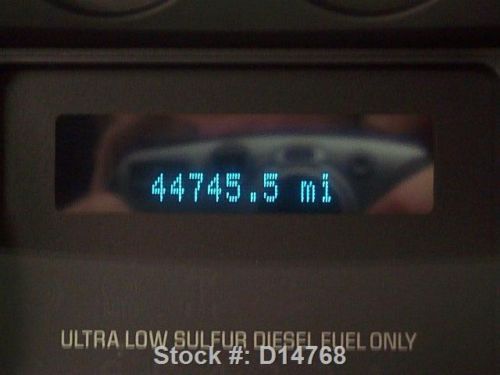 44745.5 mi
ULTRA LOW SULFUR DIESEL FUEL ONLY
Stock #: D14768